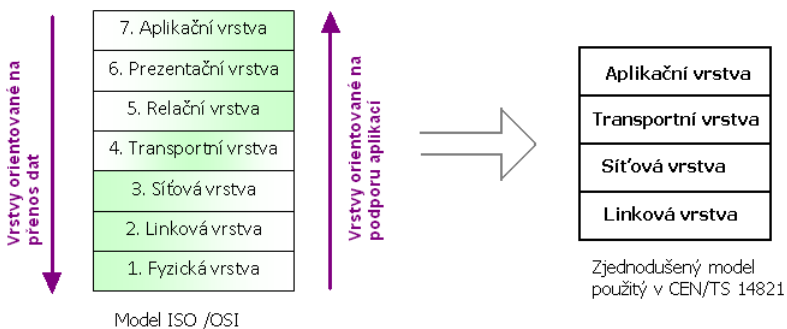 Vrstvy orientované na
přenos dat
7. Aplikační vrstva
6. Prezentační vrstva
5. Relační vrstva
4. Transportní vrstva
3. Síťová vrstva
2. Linková vrstva
1. Fyzická vrstva
Model ISO /OSI
Vrstvy orientované na
podporu aplikací
Aplikační vrstva
Transportní vrstva
Síťová vrstva
Linková vrstva
Zjednodušený model
použitý v CEN/TS 14821